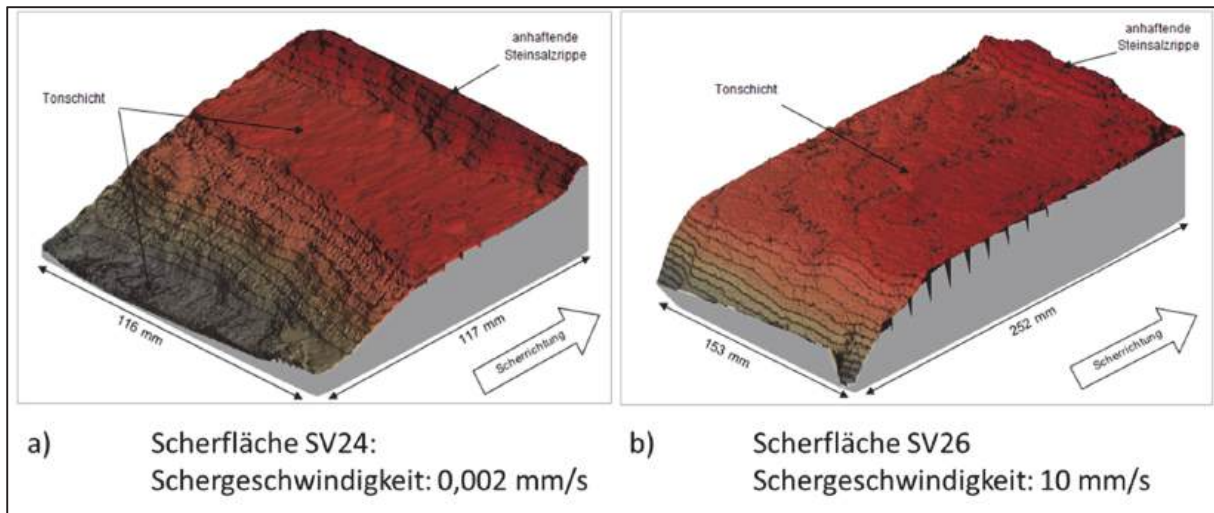 anhaftende
Steinsalzrippe
Tonschicht
116 mm
117 mm
Scherrichtung
anhaftende
Steinsalzrippe
Tonschicht
153 mm
252 mm
Scherrichtung
a) Scherfläche SV24:
Schergeschwindigkeit: 0,002 mm/s
b) Scherfläche SV26
Schergeschwindigkeit: 10 mm/s